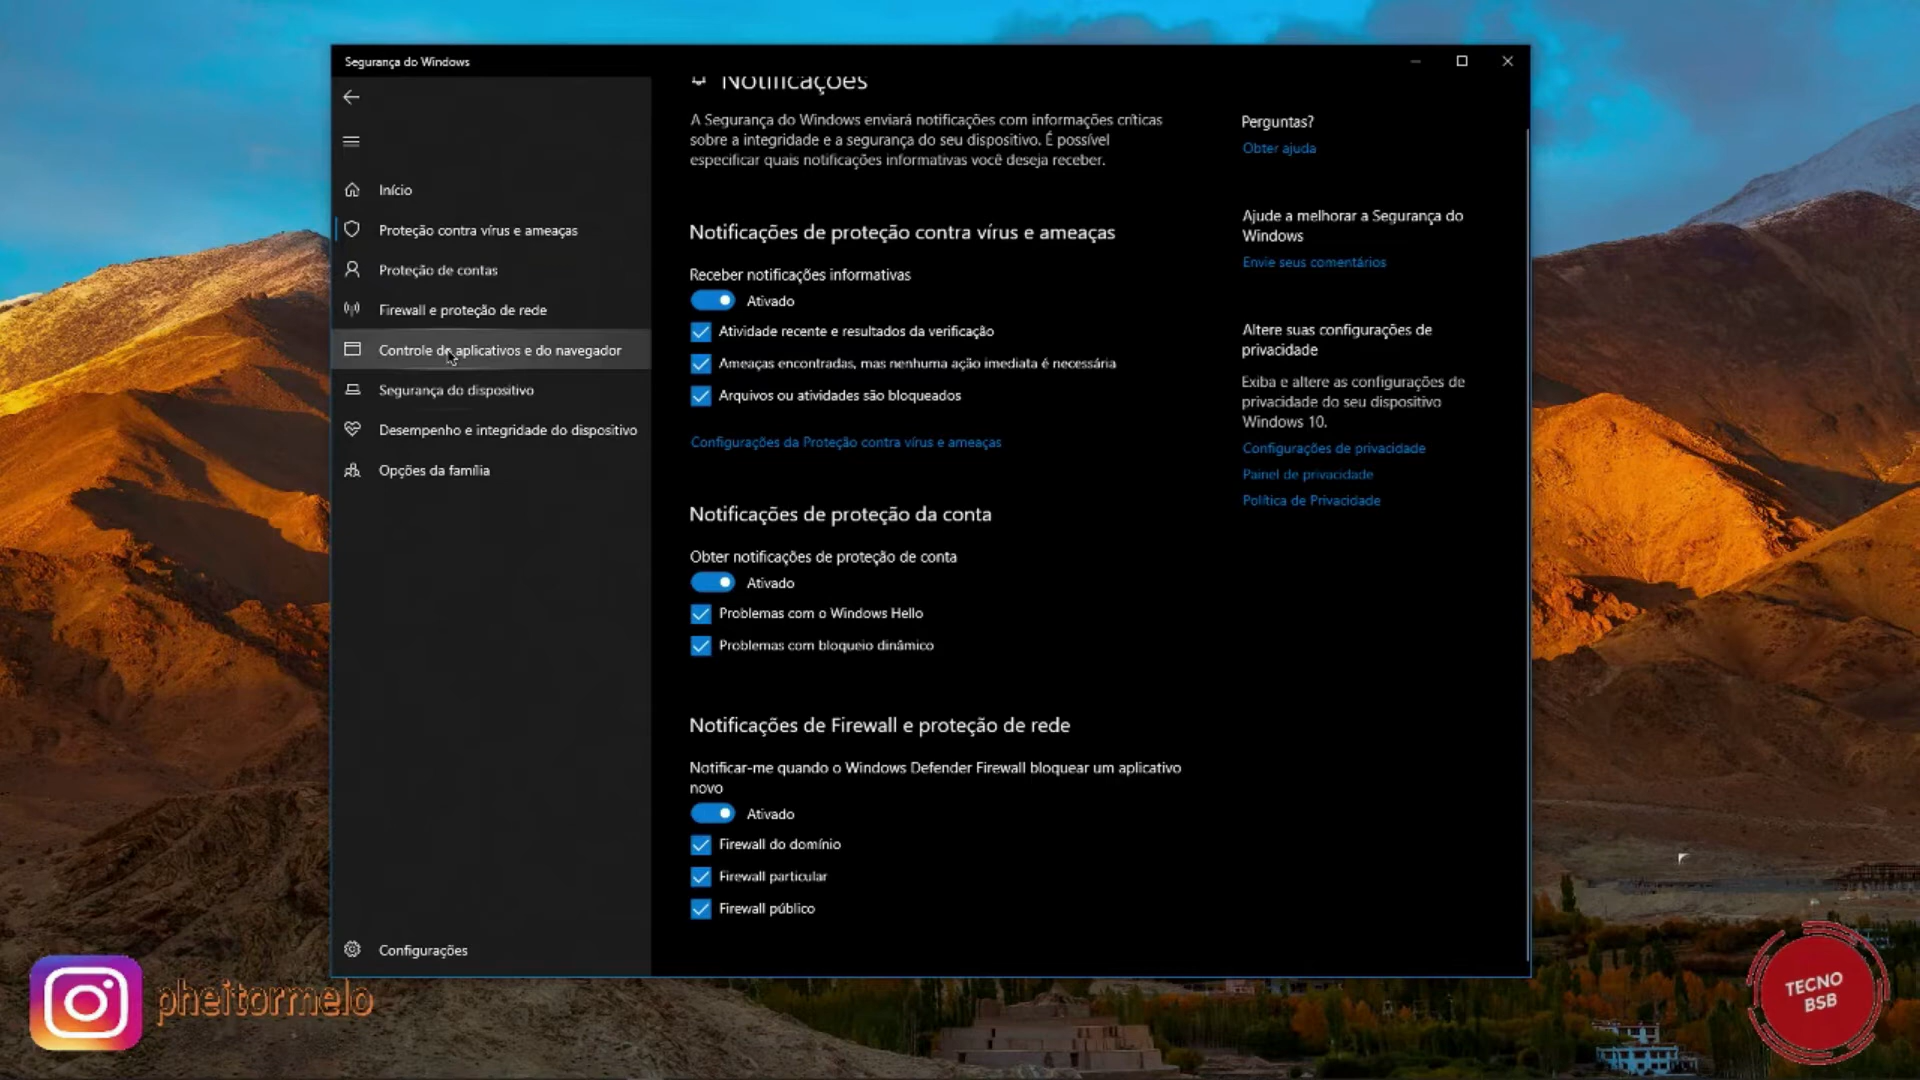 Segurança do Windows
Início
Proteção contra vírus e ameaças
Proteção de contas
Firewall e proteção de rede
Controle de aplicativos e do navegador
Segurança do dispositivo
Desempenho e integridade do dispositivo
Opções da família
Configurações
Notificações
A Segurança do Windows enviará notificações com informações críticas
sobre a integridade e a segurança do seu dispositivo. É possível
especificar quais notificações informativas você deseja receber.
Notificações de proteção contra vírus e ameaças
Receber notificações informativas
Ativado
Atividade recente e resultados da verificação
Ameaças encontradas, mas nenhuma ação imediata é necessária
Arquivos ou atividades são bloqueados
Configurações da Proteção contra vírus e ameaças
Notificações de proteção da conta
Obter notificações de proteção de conta
Ativado
Problemas com o Windows Hello
Problemas com bloqueio dinâmico
Notificações de Firewall e proteção de rede
Notificar-me quando o Windows Defender Firewall bloquear um aplicativo
novo
Ativado
Firewall do domínio
Firewall particular
Firewall público
Perguntas?
Obter ajuda
Ajude a melhorar a Segurança do
Windows
Envie seus comentários
Altere suas configurações de
privacidade
Exiba e altere as configurações de
privacidade do seu dispositivo
Windows 10.
Configurações de privacidade
Painel de privacidade
Política de Privacidade
pheitormelo
TECNO
BSB